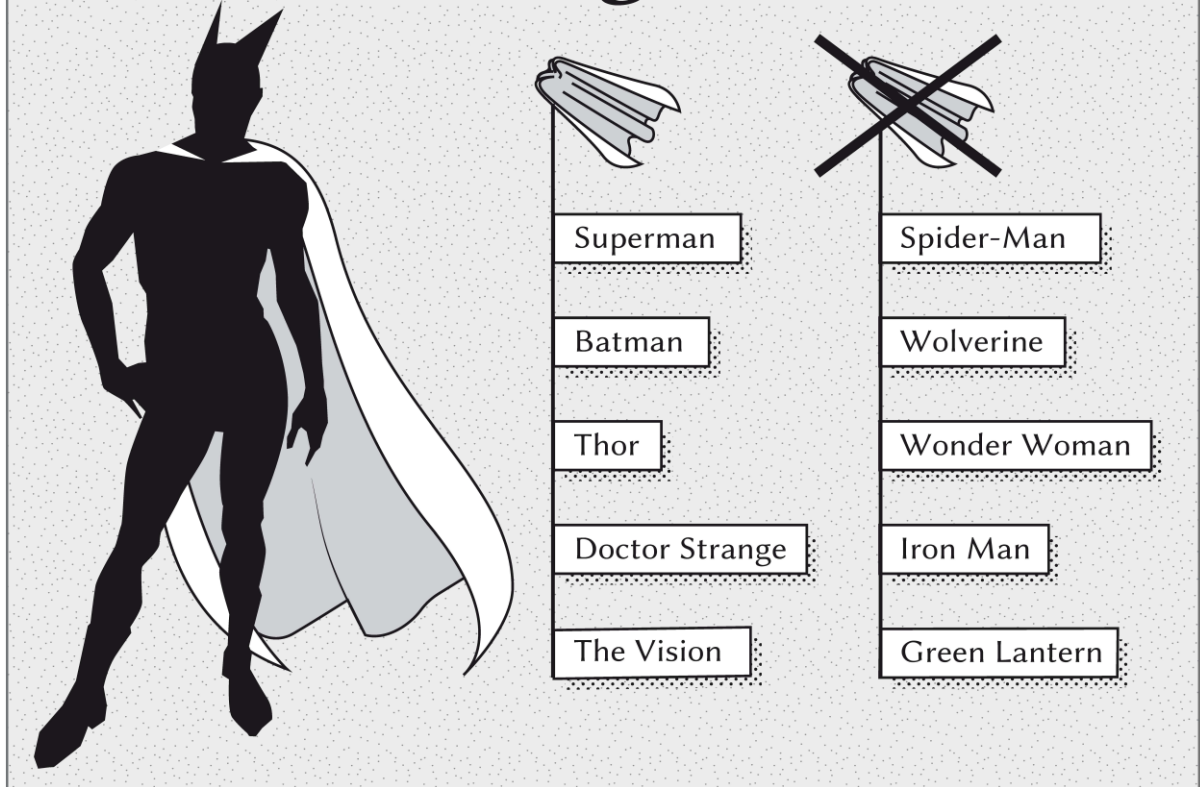 Superman
Batman
Thor
Doctor Strange
The Vision
Spider-Man
Wolverine
Wonder Woman
Iron Man
Green Lantern